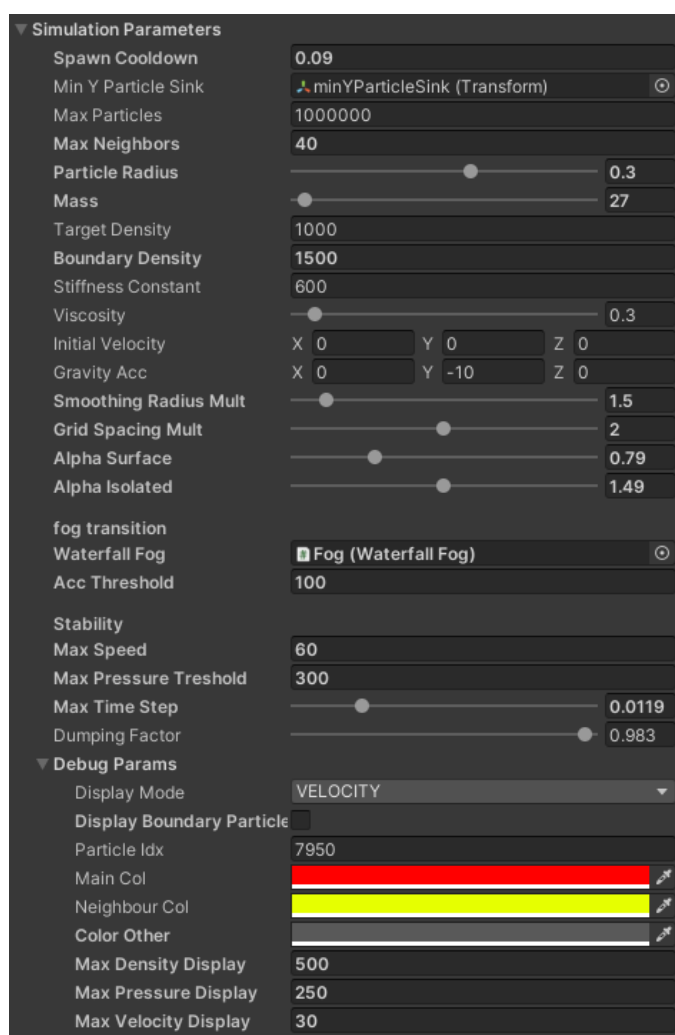 Simulation Parameters
Spawn Cooldown 0.09
Min Y Particle Sink minYParticleSink (Transform)
Max Particles 1000000
Max Neighbors 40
Particle Radius 0.3
Mass 27
Target Density 1000
Boundary Density 1500
Stiffness Constant 600
Viscosity 0.3
Initial Velocity X 0 Y 0 Z 0
Gravity Acc X 0 Y -10 Z 0
Smoothing Radius Mult 1.5
Grid Spacing Mult 2
Alpha Surface 0.79
Alpha Isolated 1.49
fog transition
Waterfall Fog Fog (Waterfall Fog)
Acc Threshold 100
Stability
Max Speed 60
Max Pressure Treshold 300
Max Time Step 0.0119
Dumping Factor 0.983
Debug Params
Display Mode VELOCITY
Display Boundary Particle
Particle Idx 7950
Main Col
Neighbour Col
Color Other
Max Density Display 500
Max Pressure Display 250
Max Velocity Display 30